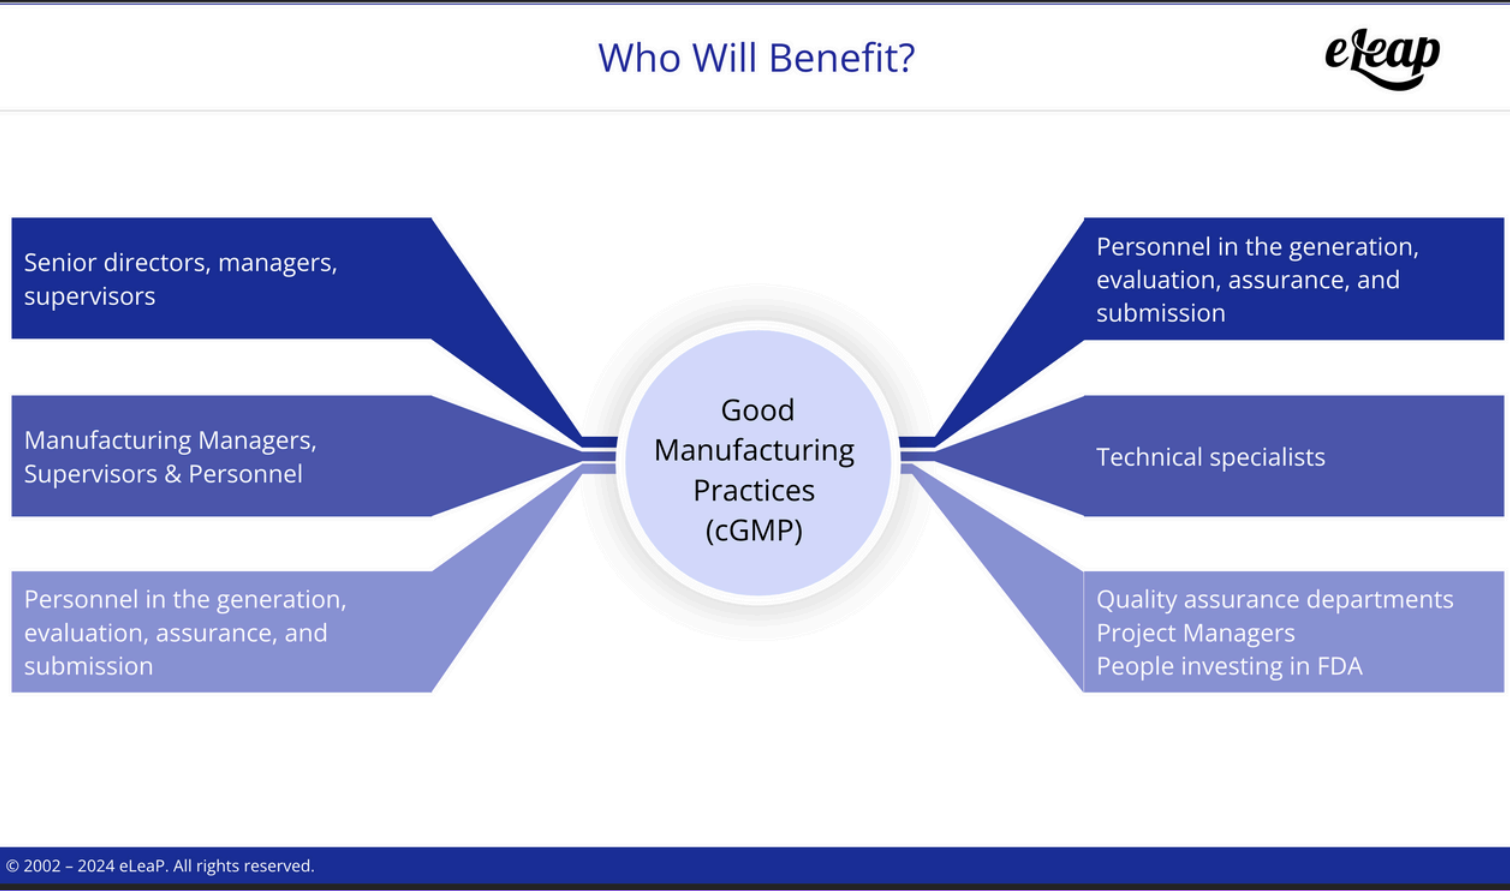 Who Will Benefit?
eLeap
Senior directors, managers,
supervisors
Manufacturing Managers,
Supervisors & Personnel
Personnel in the generation,
evaluation, assurance, and
submission
Good
Manufacturing
Practices
(cGMP)
Personnel in the generation,
evaluation, assurance, and
submission
Technical specialists
Quality assurance departments
Project Managers
People investing in FDA
© 2002 – 2024 eLeaP. All rights reserved.